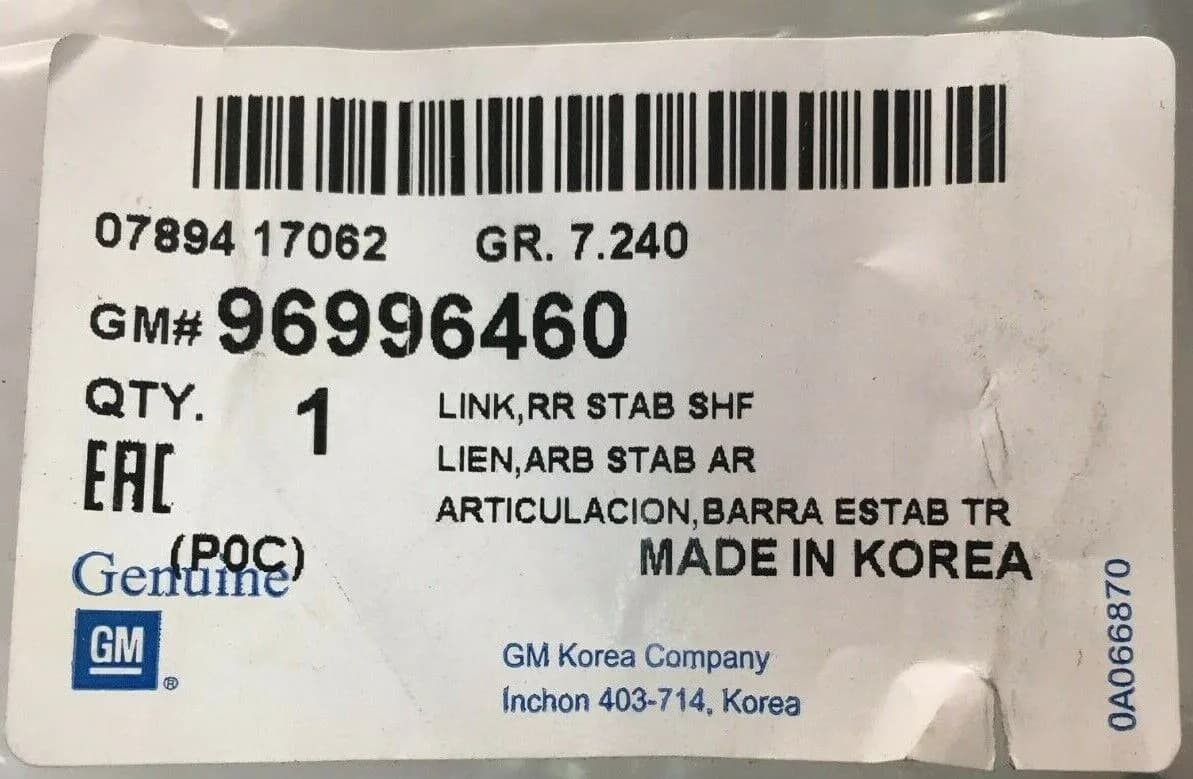 07894 17062 GR. 7.240
GM# 96996460
QTY. 1 LINK,RR STAB SHF
LIEN,ARB STAB AR
EAC
ARTICULACION,BARRA ESTAB TR
(POC) MADE IN KOREA
Genuine
GM ®
GM Korea Company
Inchon 403-714, Korea
0A066870